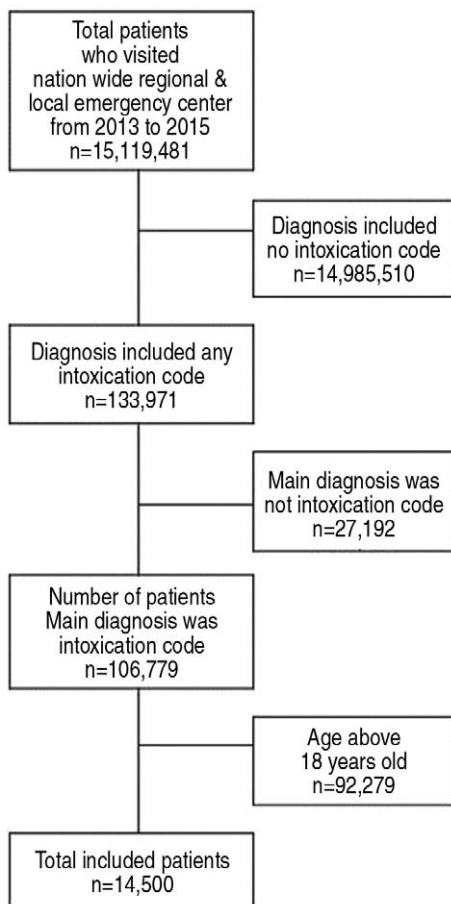 Total patients
who visited
nation wide regional &
local emergency center
from 2013 to 2015
n=15,119,481
Diagnosis included
no intoxication code
n=14,985,510
Diagnosis included any
intoxication code
n=133,971
Main diagnosis was
not intoxication code
n=27,192
Number of patients
Main diagnosis was
intoxication code
n=106,779
Age above
18 years old
n=92,279
Total included patients
n=14,500